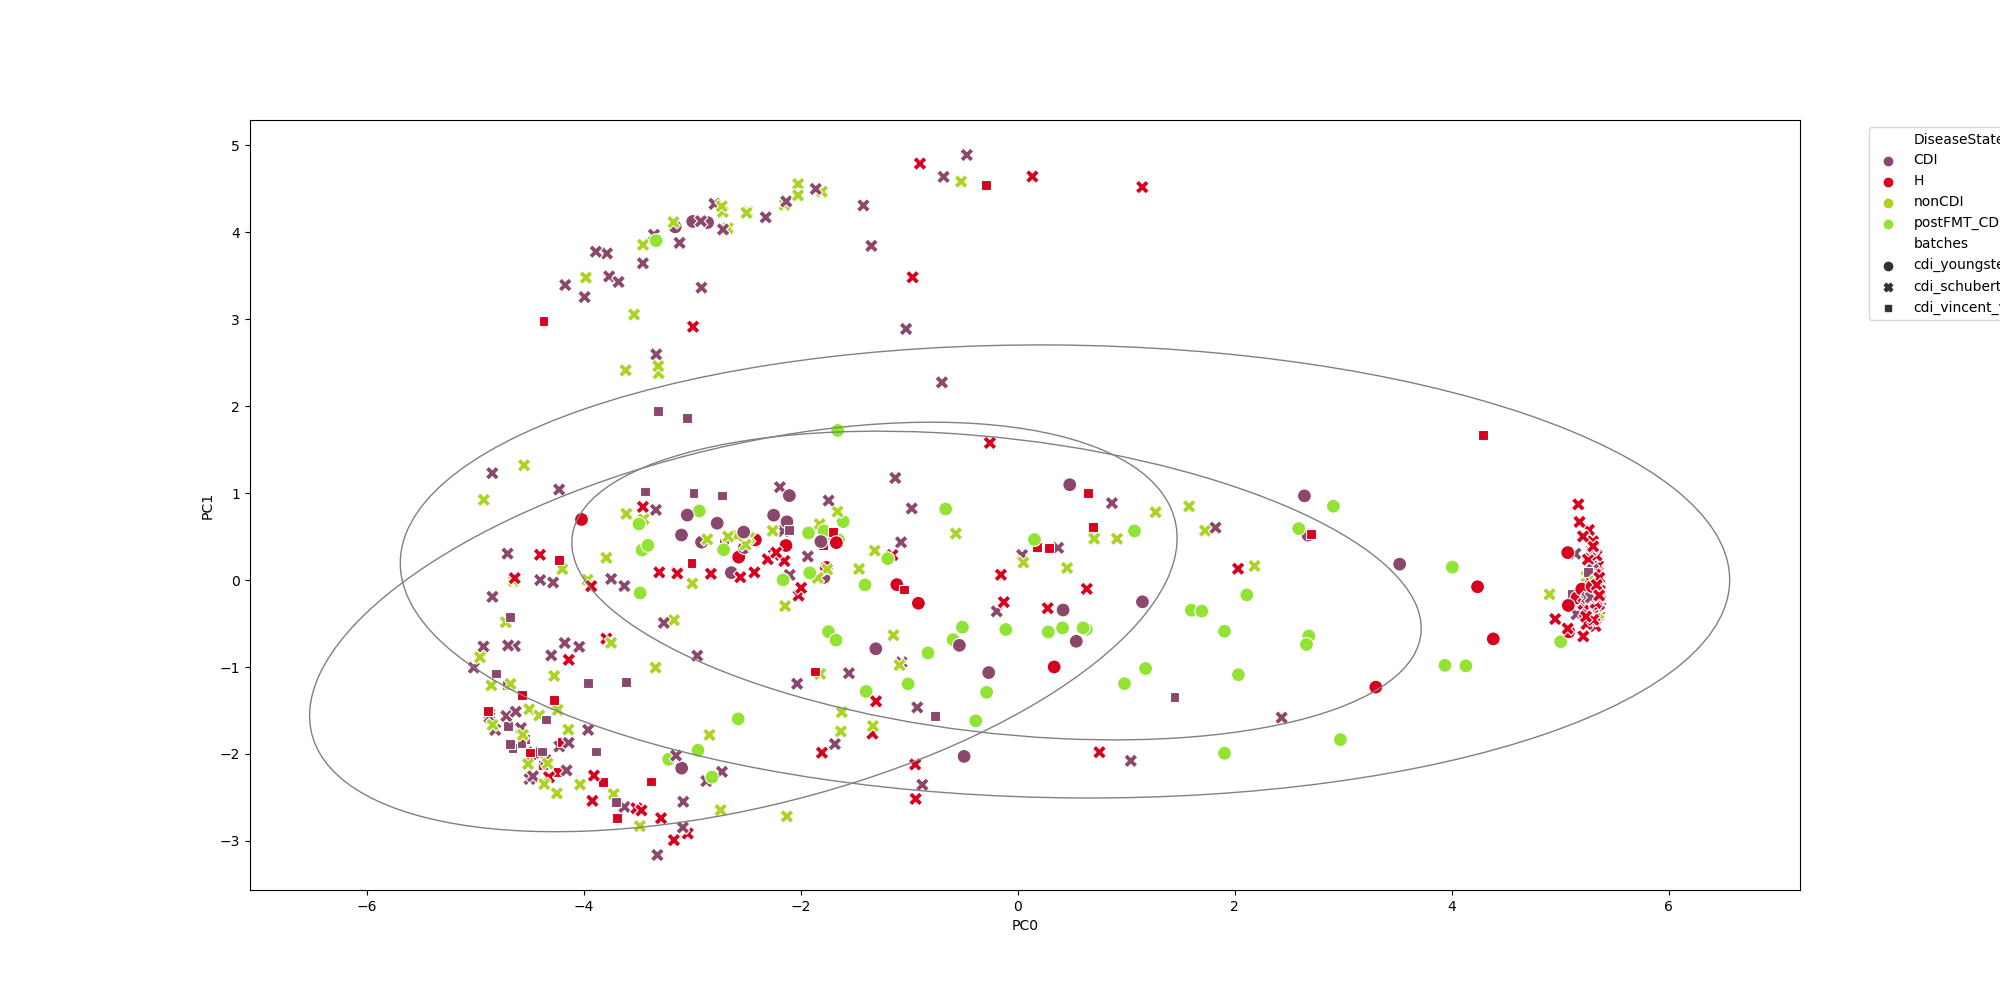 DiseaseState
CDI
H
nonCDI
postFMT_CD
batches
cdi_youngste
cdi_schubert
cdi_vincent_
5
4
3
2
1
0
−1
−2
−3
PC1
−6
−4
−2
0
2
4
6
PC0